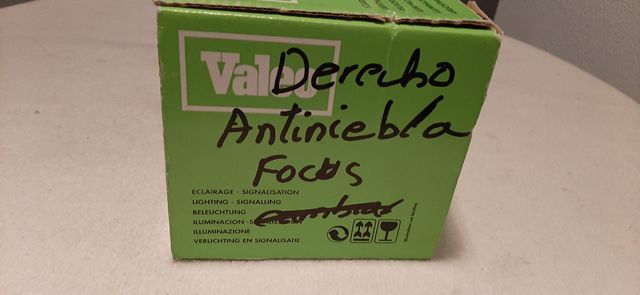 Valeo
Derecho
Antiniebla
Focus
ECLAIRAGE - SIGNALISATION
LIGHTING - SIGNALLING
BELEUCHTUNG
ILUMINACION
ILLUMINAZIONE
VERLICHTING EN SIGNALISATIE